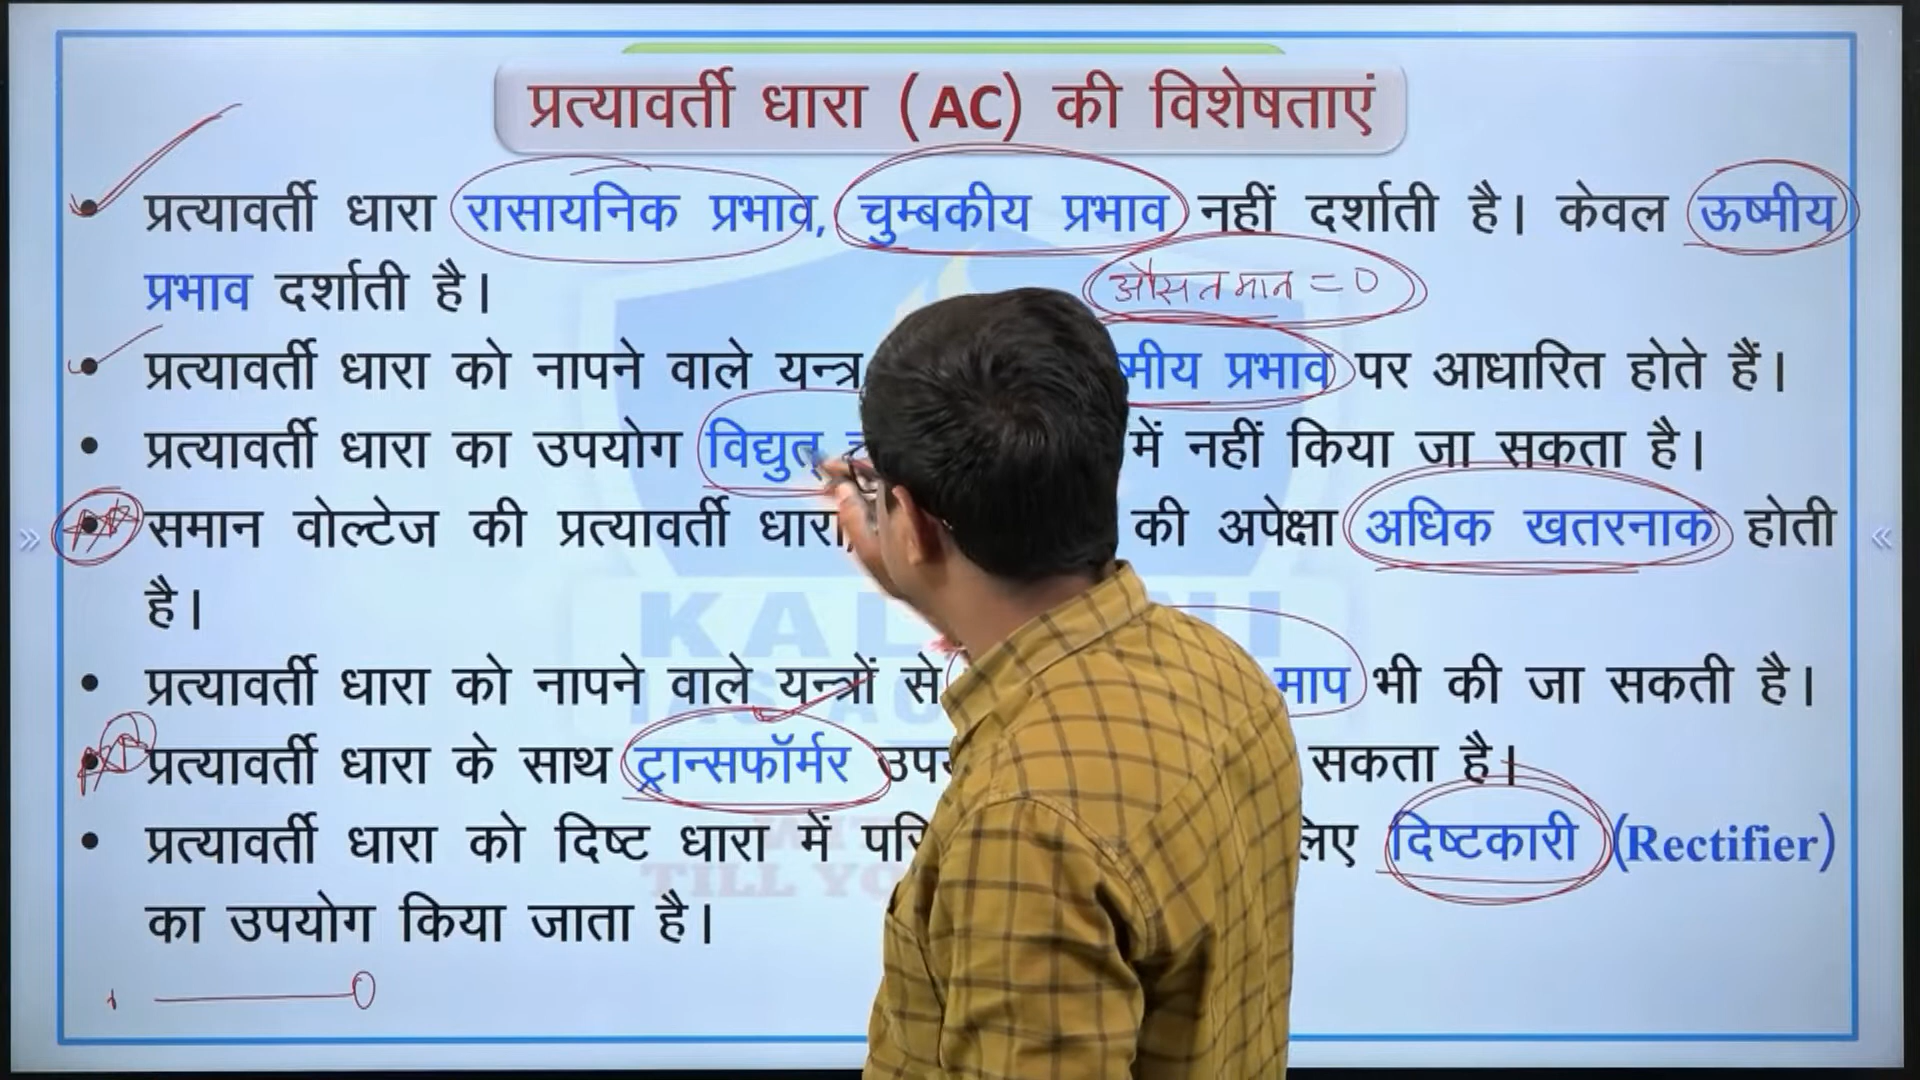 प्रत्यावर्ती धारा (AC) की विशेषताएं
• प्रत्यावर्ती धारा रासायनिक प्रभाव, चुम्बकीय प्रभाव नहीं दर्शाती है। केवल ऊष्मीय
प्रभाव दर्शाती है।
औसत मान = 0
• प्रत्यावर्ती धारा को नापने वाले यन्त्र प्रभाव पर आधारित होते हैं।
• प्रत्यावर्ती धारा का उपयोग विद्युत् में नहीं किया जा सकता है।
• समान वोल्टेज की प्रत्यावर्ती धारा, की अपेक्षा अधिक खतरनाक होती
है।
• प्रत्यावर्ती धारा को नापने वाले यन्त्रों से माप भी की जा सकती है।
• प्रत्यावर्ती धारा के साथ ट्रान्सफॉर्मर सकता है।
• प्रत्यावर्ती धारा को दिष्ट धारा में दिष्टकारी (Rectifier)
का उपयोग किया जाता है।